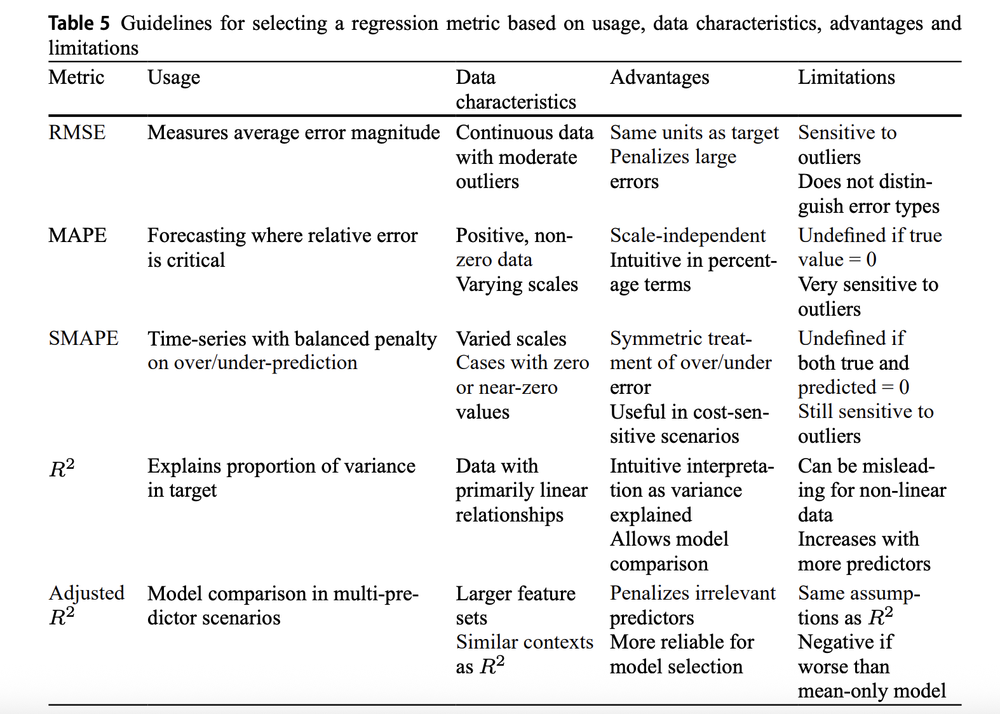 Table 5 Guidelines for selecting a regression metric based on usage, data characteristics, advantages and
limitations
Metric Usage Data characteristics Advantages Limitations
RMSE
Measures average error magnitude
Continuous data
with moderate
outliers
Same units as target
Penalizes large
errors
Sensitive to
outliers
Does not distin-
guish error types
MAPE
Forecasting where relative error
is critical
Positive, non-
zero data
Varying scales
Scale-independent
Intuitive in percent-
age terms
Undefined if true
value = 0
Very sensitive to
outliers
SMAPE
Time-series with balanced penalty
on over/under-prediction
Varied scales
Cases with zero
or near-zero
values
Symmetric treat-
ment of over/under
error
Useful in cost-sen-
sitive scenarios
Undefined if
both true and
predicted = 0
Still sensitive to
outliers
R²
Explains proportion of variance
in target
Data with
primarily linear
relationships
Intuitive interpreta-
tion as variance
explained
Allows model
comparison
Can be mislead-
ing for non-linear
data
Increases with
more predictors
Adjusted
R²
Model comparison in multi-pre-
dictor scenarios
Larger feature
sets
Similar contexts
as R²
Penalizes irrelevant
predictors
More reliable for
model selection
Same assump-
tions as R²
Negative if
worse than
mean-only model